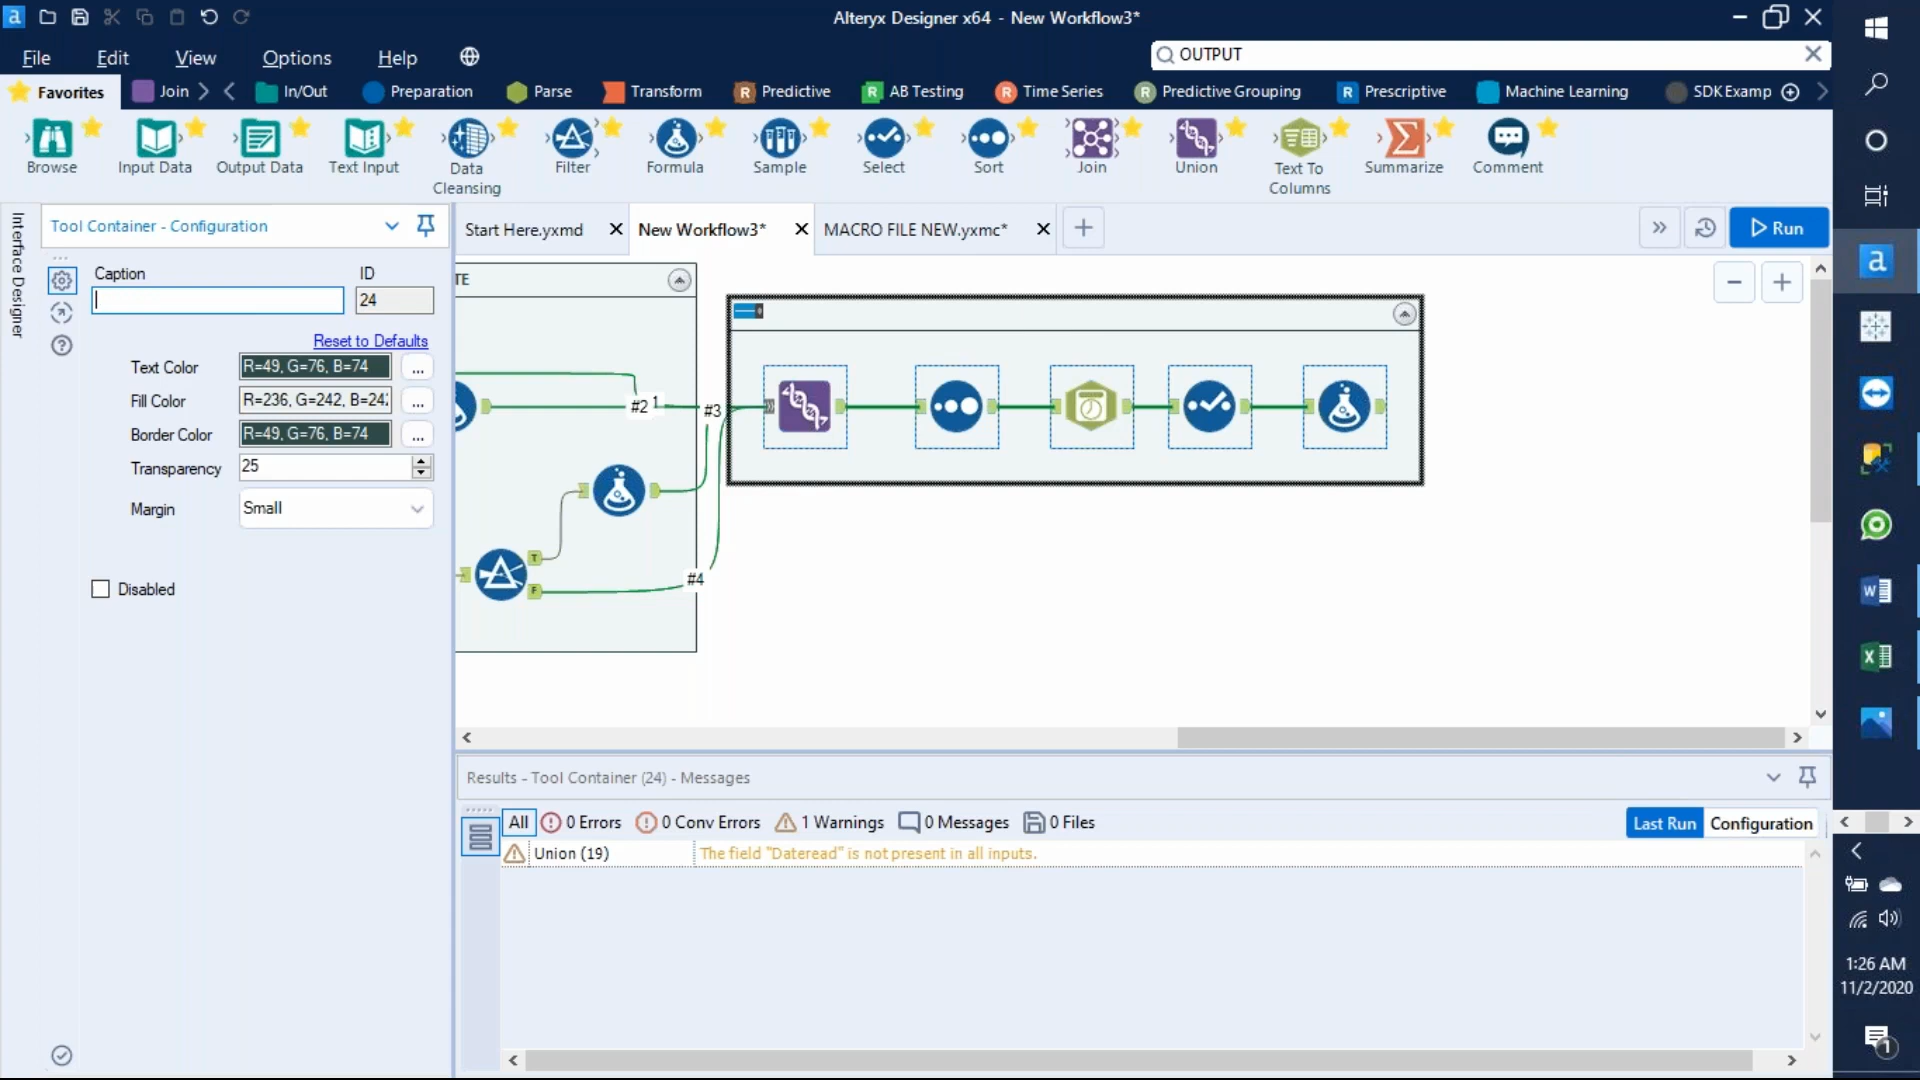 Alteryx Designer x64 - New Workflow3*
File Edit View Options Help
OUTPUT
Favorites Join In/Out Preparation Parse Transform Predictive AB Testing Time Series Predictive Grouping Prescriptive Machine Learning SDK Examp
Browse Input Data Output Data Text Input Data Cleansing Filter Formula Sample Select Sort Join Union Text To Columns Summarize Comment
Interface Designer
Tool Container - Configuration
Start Here.yxmd New Workflow3* MACRO FILE NEW.yxmc* Run
Caption ID
24
Reset to Defaults
Text Color R=49, G=76, B=74 ...
Fill Color R=236, G=242, B=242 ...
Border Color R=49, G=76, B=74 ...
Transparency 25
Margin Small
Disabled
TE
#2 1
#3
T
F
#4
Results - Tool Container (24) - Messages
All 0 Errors 0 Conv Errors 1 Warnings 0 Messages 0 Files Last Run Configuration
Union (19) The field "Dateread" is not present in all inputs.
1:26 AM
11/2/2020
1